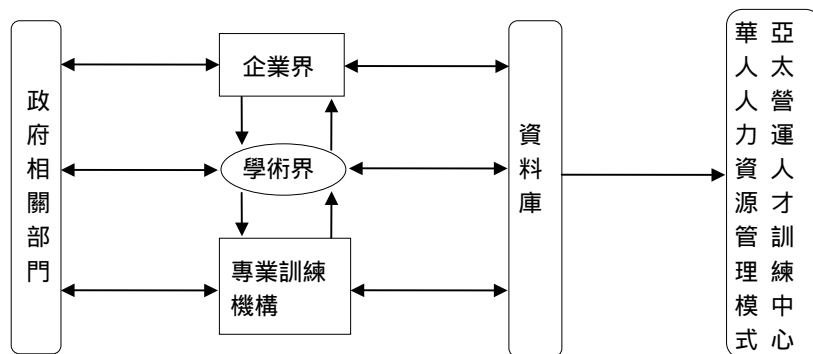 政府相關部門
企業界
學術界
專業訓練
機構
資料庫
亞太營運人才訓練中心
華人人力資源管理模式